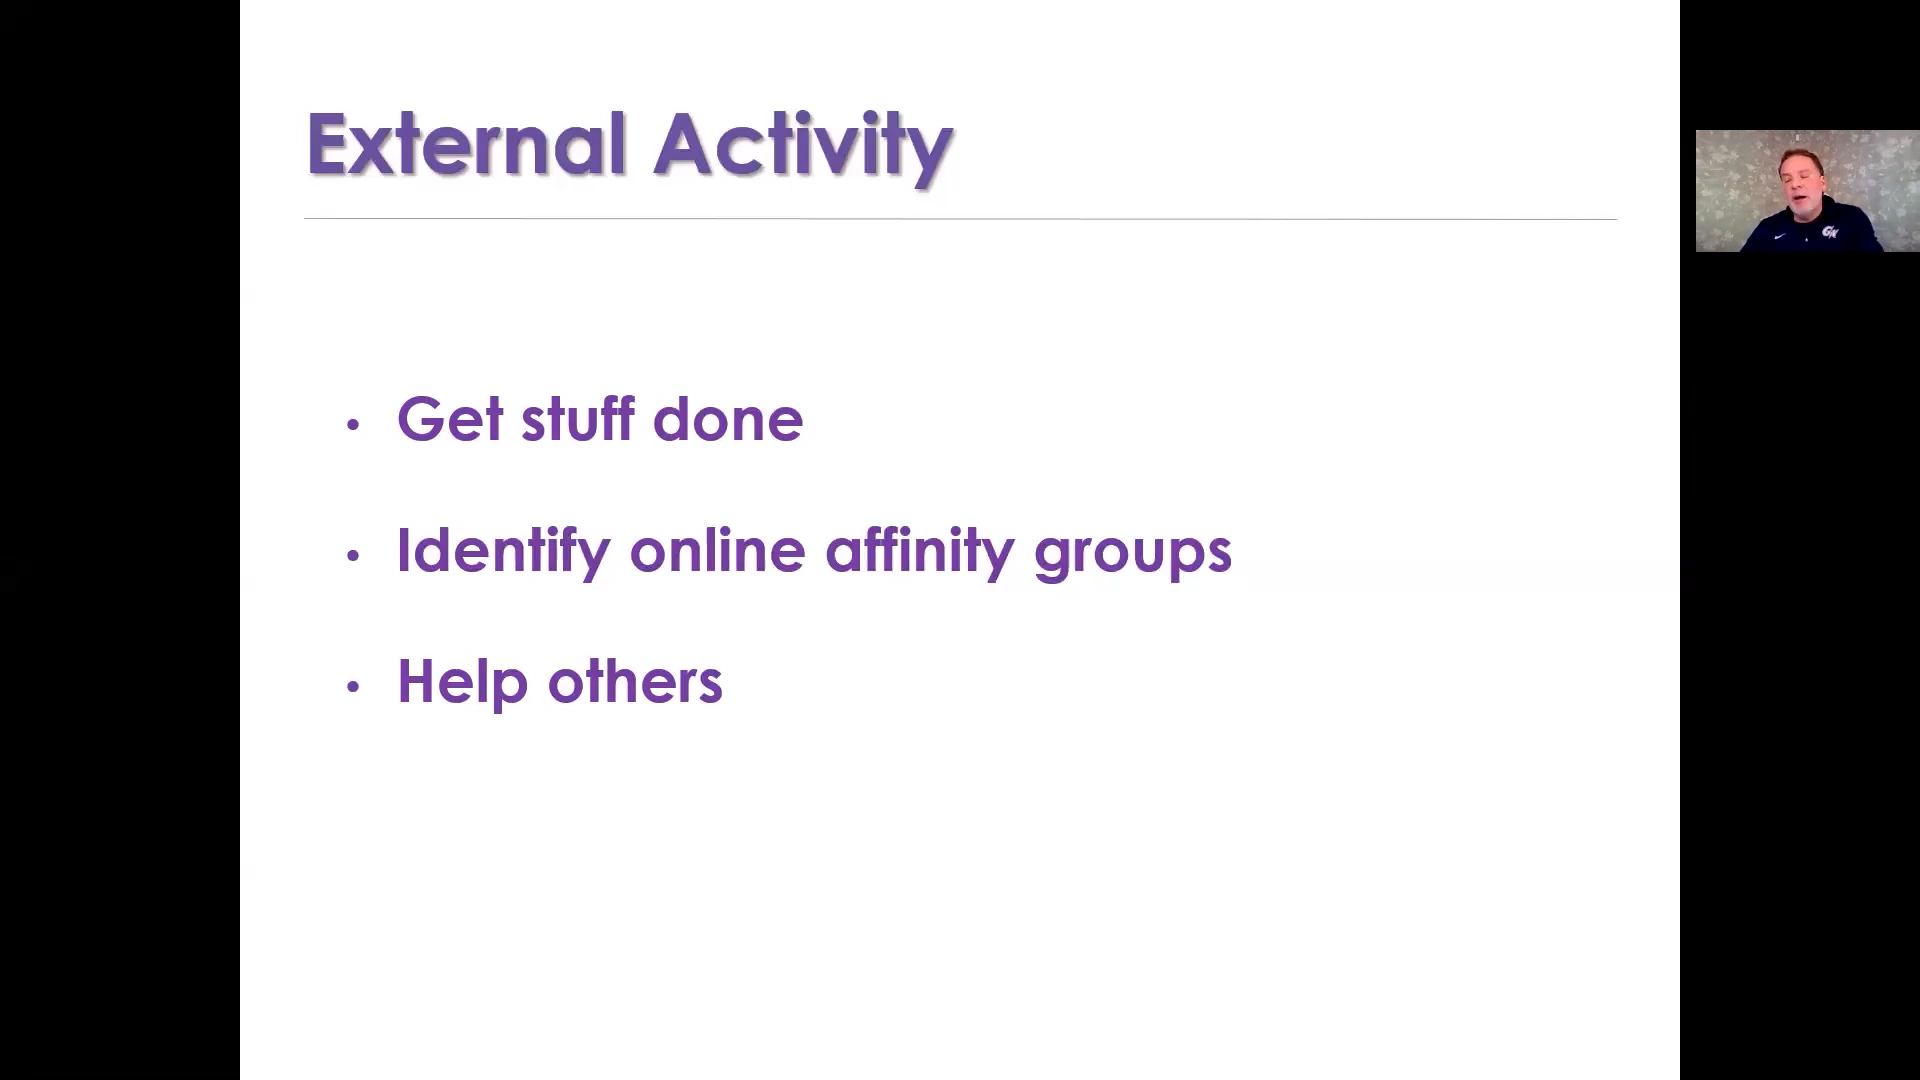 External Activity
• Get stuff done
• Identify online affinity groups
• Help others